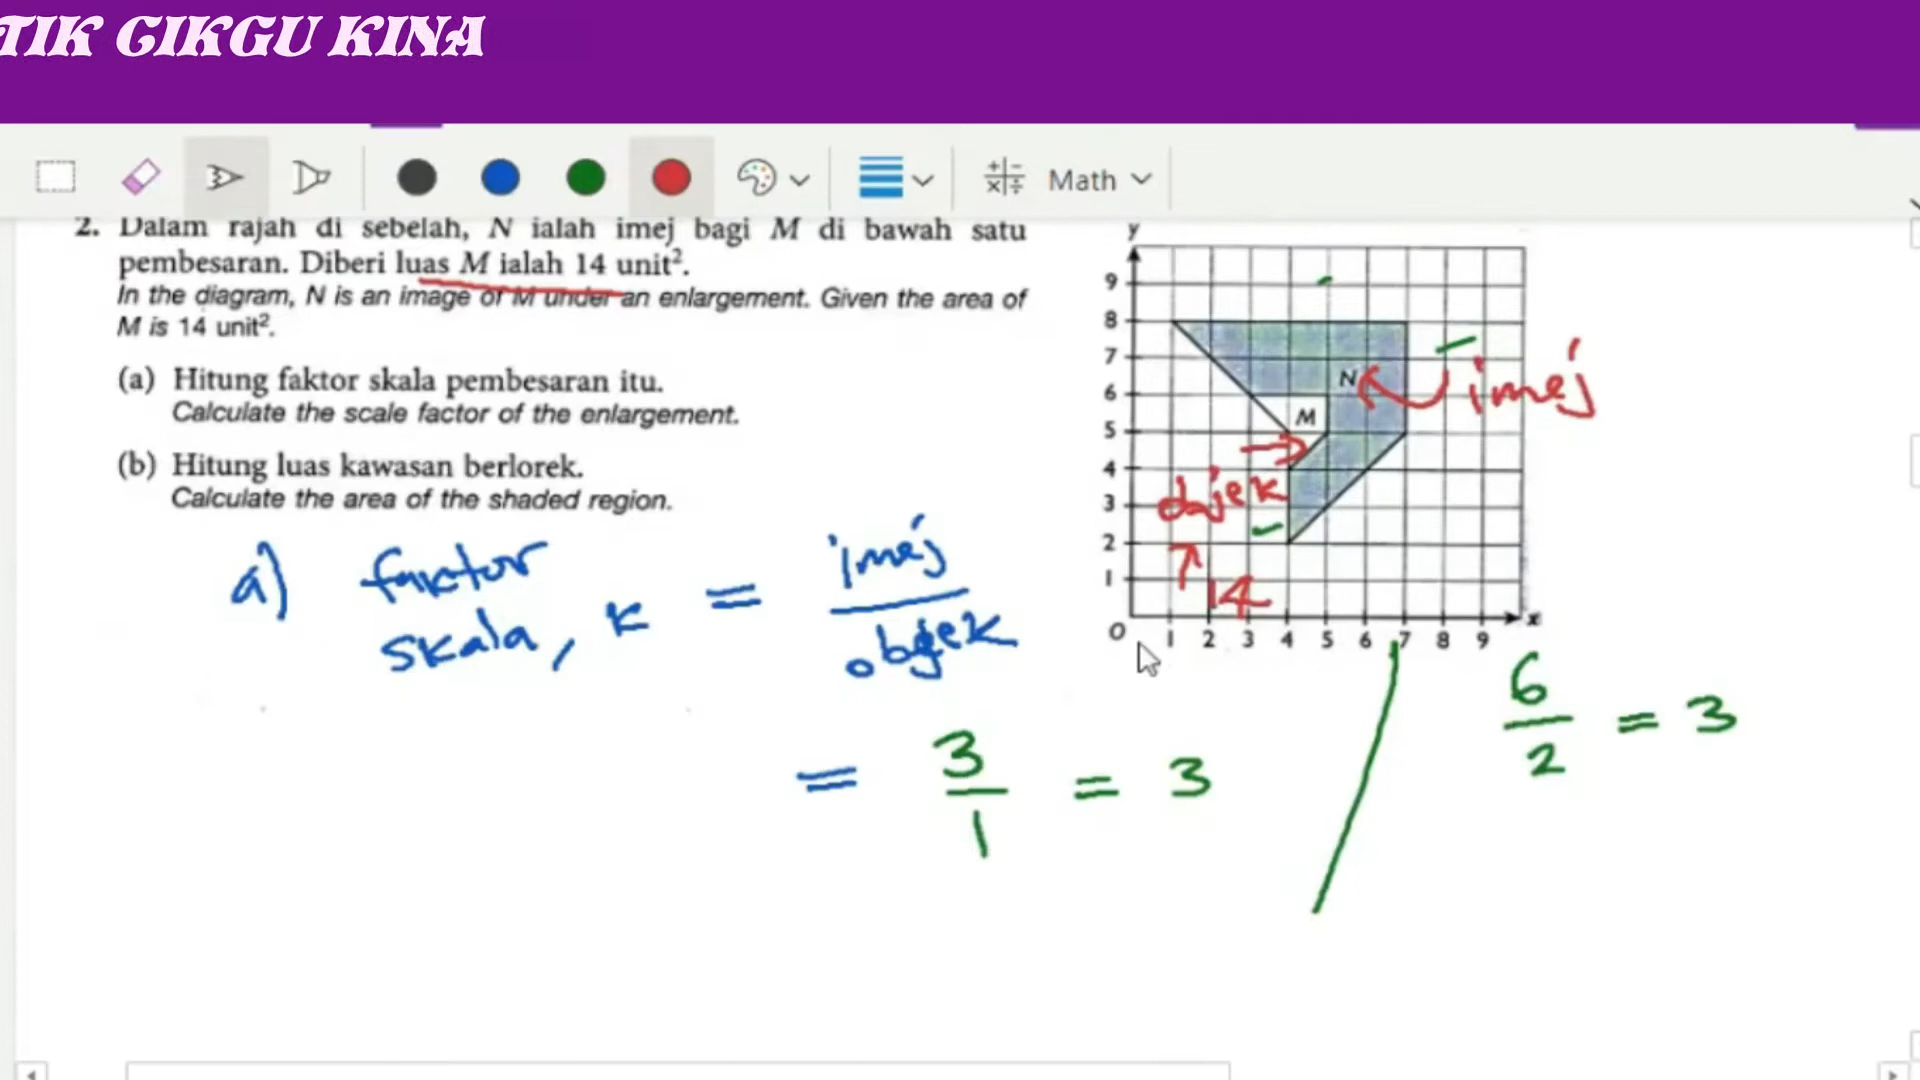 TIK CIKGU KINA
Math
2. Dalam rajah di sebelah, N ialah imej bagi M di bawah satu
pembesaran. Diberi luas M ialah 14 unit².
In the diagram, N is an image of M under an enlargement. Given the area of
M is 14 unit².
(a) Hitung faktor skala pembesaran itu.
Calculate the scale factor of the enlargement.
(b) Hitung luas kawasan berlorek.
Calculate the area of the shaded region.
y
9
8
7
6
5
4
3
2
1
O 1 2 3 4 5 6 7 8 9 x
N
M
imej
objek
14
a) faktor skala, k = imej / objek
= 3/1 = 3
6/2 = 3